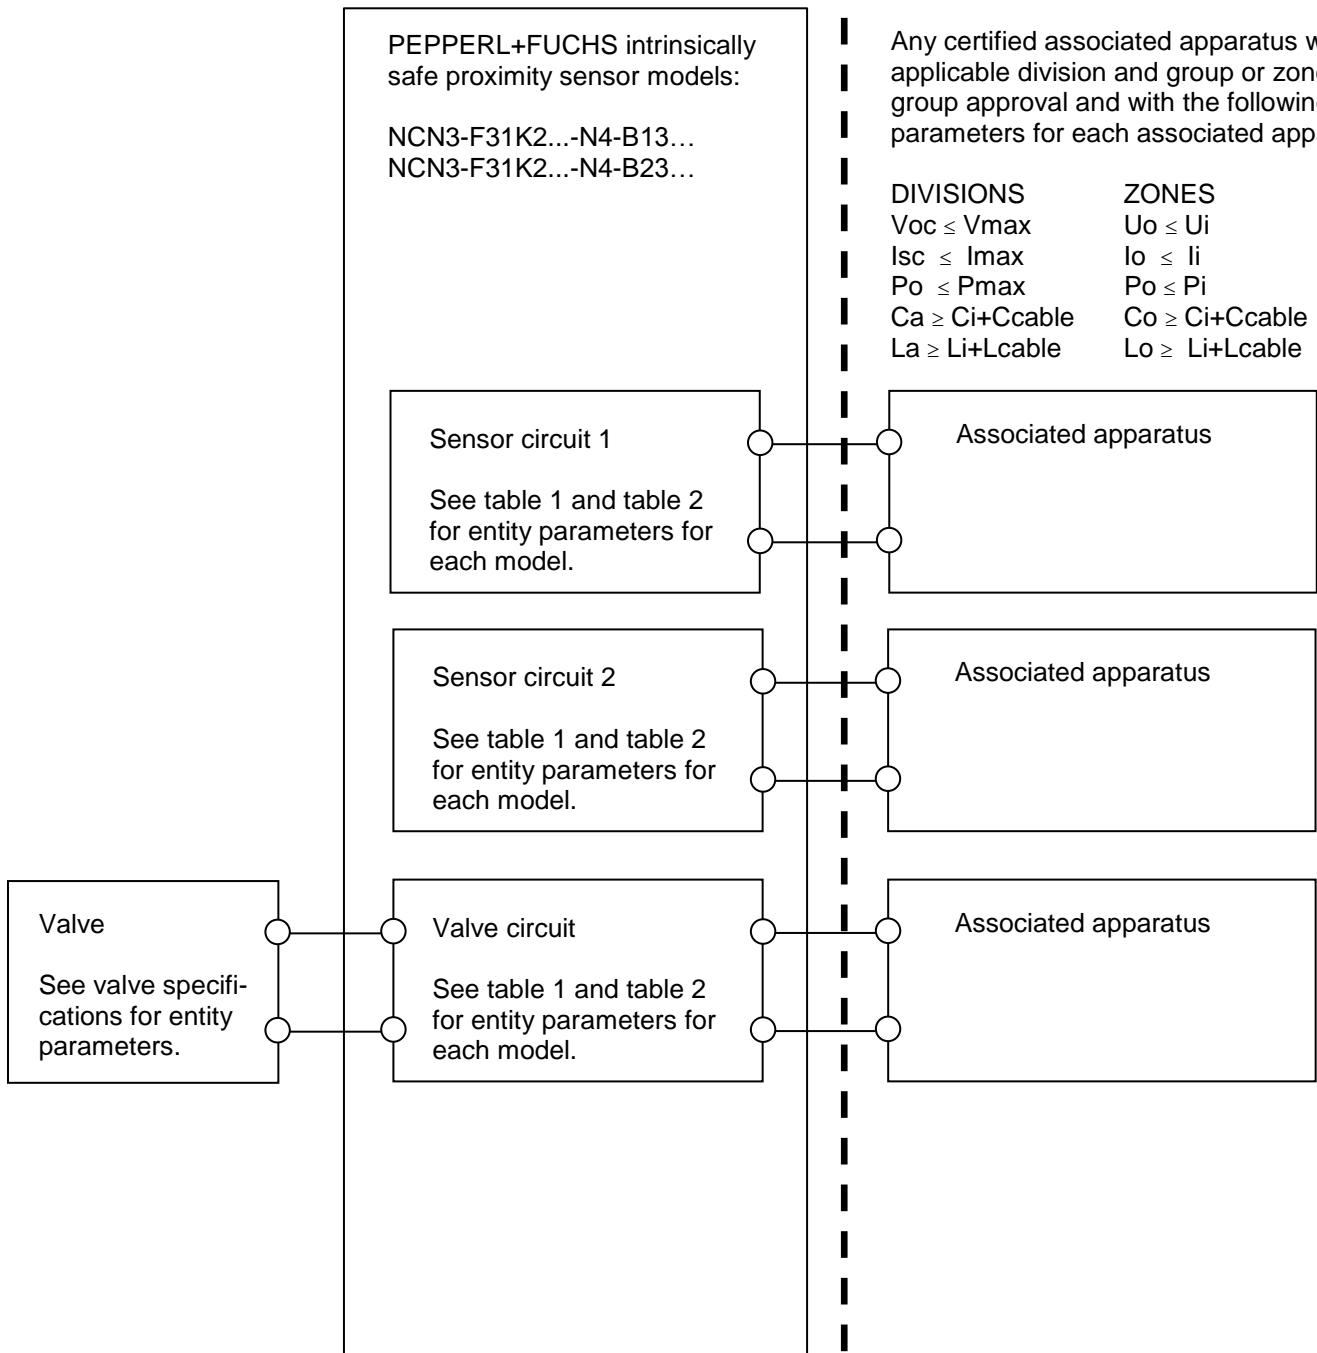 PEPPERL+FUCHS intrinsically
safe proximity sensor models:
NCN3-F31K2...-N4-B13…
NCN3-F31K2...-N4-B23…
Any certified associated apparatus
applicable division and group or
group approval and with the
parameters for each associated
DIVISIONS ZONES
Voc ≤ Vmax Uo ≤ Ui
Isc ≤ Imax Io ≤ Ii
Po ≤ Pmax Po ≤ Pi
Ca ≥ Ci+Ccable Co ≥ Ci+Ccable
La ≥ Li+Lcable Lo ≥ Li+Lcable
Sensor circuit 1
See table 1 and table 2
for entity parameters for
each model.
Associated apparatus
Sensor circuit 2
See table 1 and table 2
for entity parameters for
each model.
Associated apparatus
Valve
See valve specifi-
cations for entity
parameters.
Valve circuit
See table 1 and table 2
for entity parameters for
each model.
Associated apparatus